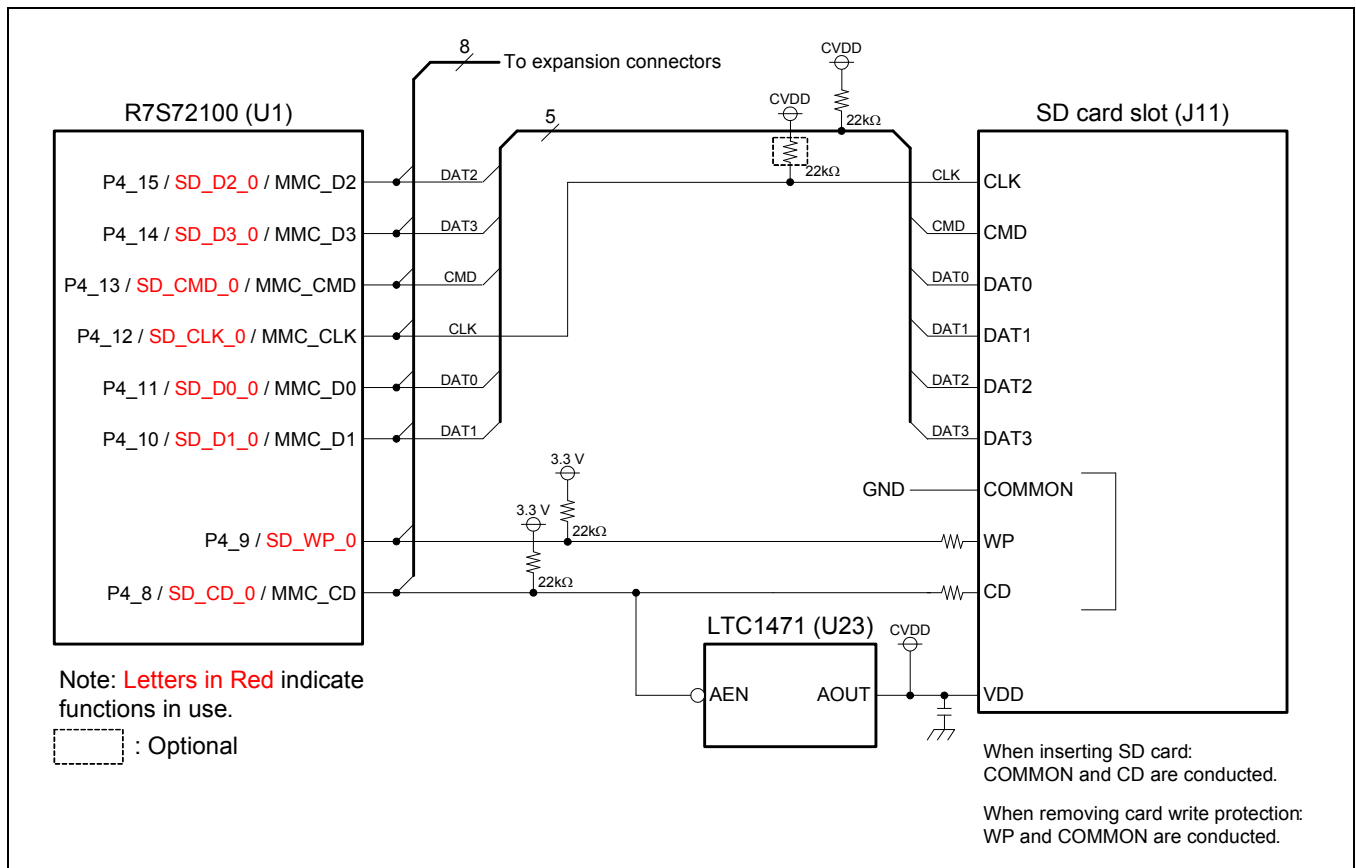 8
To expansion connectors
CVDD
22kΩ
CVDD
22kΩ
R7S72100 (U1)
5
SD card slot (J11)
P4_15 / SD_D2_0 / MMC_D2
DAT2
CLK
CLK
P4_14 / SD_D3_0 / MMC_D3
DAT3
CMD
CMD
P4_13 / SD_CMD_0 / MMC_CMD
CMD
DAT0
DAT0
P4_12 / SD_CLK_0 / MMC_CLK
CLK
DAT1
DAT1
P4_11 / SD_D0_0 / MMC_D0
DAT0
DAT2
DAT2
P4_10 / SD_D1_0 / MMC_D1
DAT1
DAT3
DAT3
3.3 V
22kΩ
GND
COMMON
3.3 V
22kΩ
P4_9 / SD_WP_0
WP
P4_8 / SD_CD_0 / MMC_CD
CD
LTC1471 (U23)
CVDD
AEN
AOUT
VDD
Note: Letters in Red indicate
functions in use.
: Optional
When inserting SD card:
COMMON and CD are conducted.
When removing card write protection:
WP and COMMON are conducted.